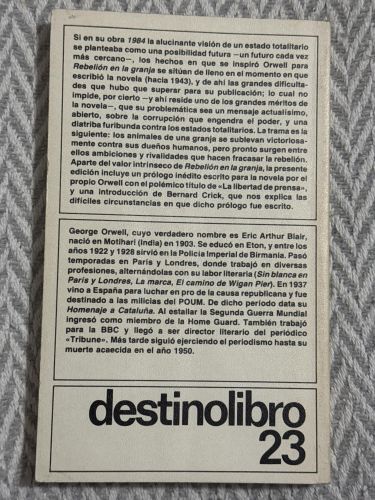 Si en su obra 1984 la alucinante visión de un estado totalitario
se planteaba como una posibilidad futura —un futuro cada vez
más cercano—, los hechos en que se inspiró Orwell para
Rebelión en la granja se sitúan de lleno en el momento en que
escribió la novela (hacia 1943), y de ahí las grandes dificulta-
des que hubo que superar para su publicación; lo cual no
impide, por cierto —y ahí reside uno de los grandes méritos de
la novela—, que su problemática sea un mensaje actualísimo,
abierto, sobre la corrupción que engendra el poder, y una
diatriba furibunda contra los estados totalitarios. La trama es la
siguiente: los animales de una granja se sublevan victoriosa-
mente contra sus dueños humanos, pero pronto surgen entre
ellos ambiciones y rivalidades que hacen fracasar la rebelión.
Aparte del valor intrínseco de Rebelión en la granja, la presente
edición incluye un prólogo inédito escrito para la novela por el
propio Orwell con el polémico título de «La libertad de prensa»,
y una introducción de Bernard Crick, que nos explica las
difíciles circunstancias en que dicho prólogo fue escrito.
George Orwell, cuyo verdadero nombre es Eric Arthur Blair,
nació en Motihari (India) en 1903. Se educó en Eton, y entre los
años 1922 y 1928 sirvió en la Policía Imperial de Birmania. Pasó
temporadas en París y Londres, donde trabajó en diversas
profesiones, alternándolas con su labor literaria (Sin blanca en
París y Londres, La marca, El camino de Wigan Pier). En 1937
vino a España para luchar en pro de la causa republicana y fue
destinado a las milicias del POUM. De dicho período data su
Homenaje a Cataluña. Al estallar la Segunda Guerra Mundial
ingresó como miembro de la Home Guard. También trabajó
para la BBC y llegó a ser director literario del periódico
«Tribune». Más tarde siguió ejerciendo el periodismo hasta su
muerte acaecida en el año 1950.
destinolibro
23